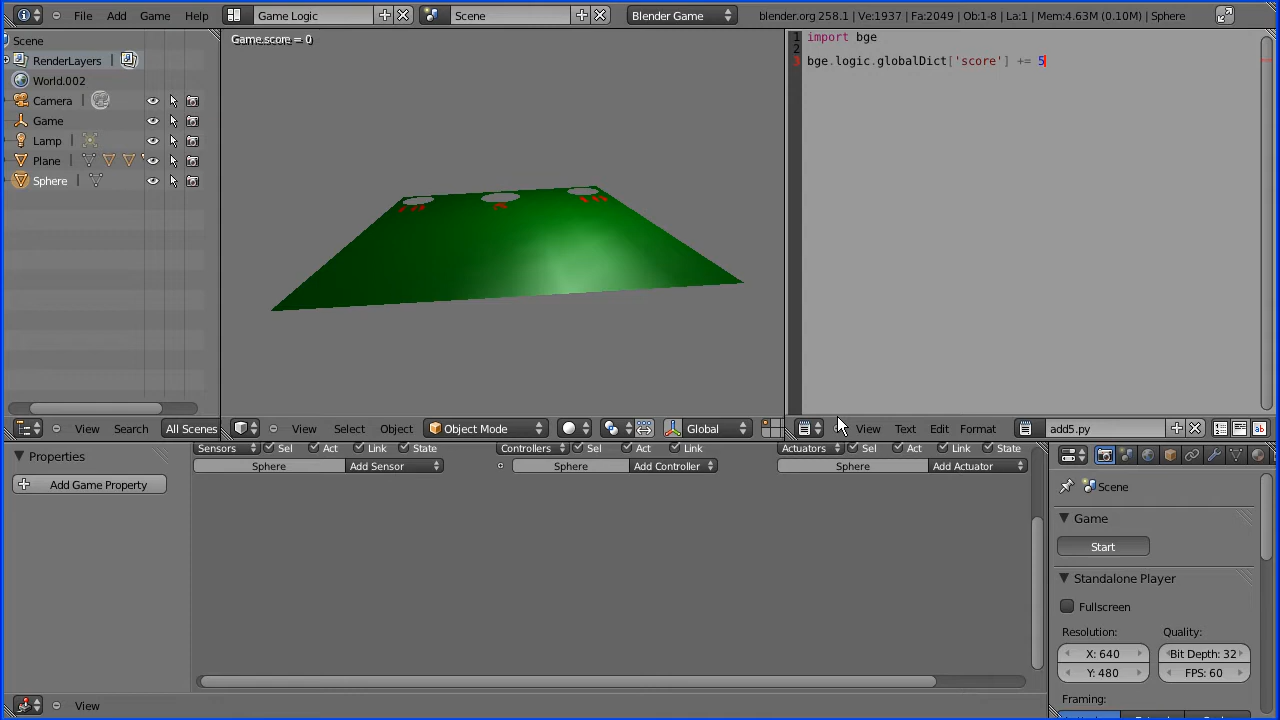 File Add Game Help Game Logic Scene Blender Game blender.org 258.1 | Ve:1937 | Fa:2049 | Ob:1-8 | La:1 | Mem:4.63M (0.10M) | Sphere
Scene
RenderLayers |
World.002
Camera |
Game
Lamp |
Plane |
Sphere |
View Search All Scenes
Game.score = 0
View Select Object Object Mode Global
1 import bge
2
3 bge.logic.globalDict['score'] += 5
View Text Edit Format add5.py
Properties
Add Game Property
Sensors Sel Act Link State Controllers Sel Act Link Actuators Sel Act Link State
Sphere Add Sensor Sphere Add Controller Sphere Add Actuator
View
Scene
Game
Start
Standalone Player
Fullscreen
Resolution: Quality:
X: 640 Bit Depth: 32
Y: 480 FPS: 60
Framing: